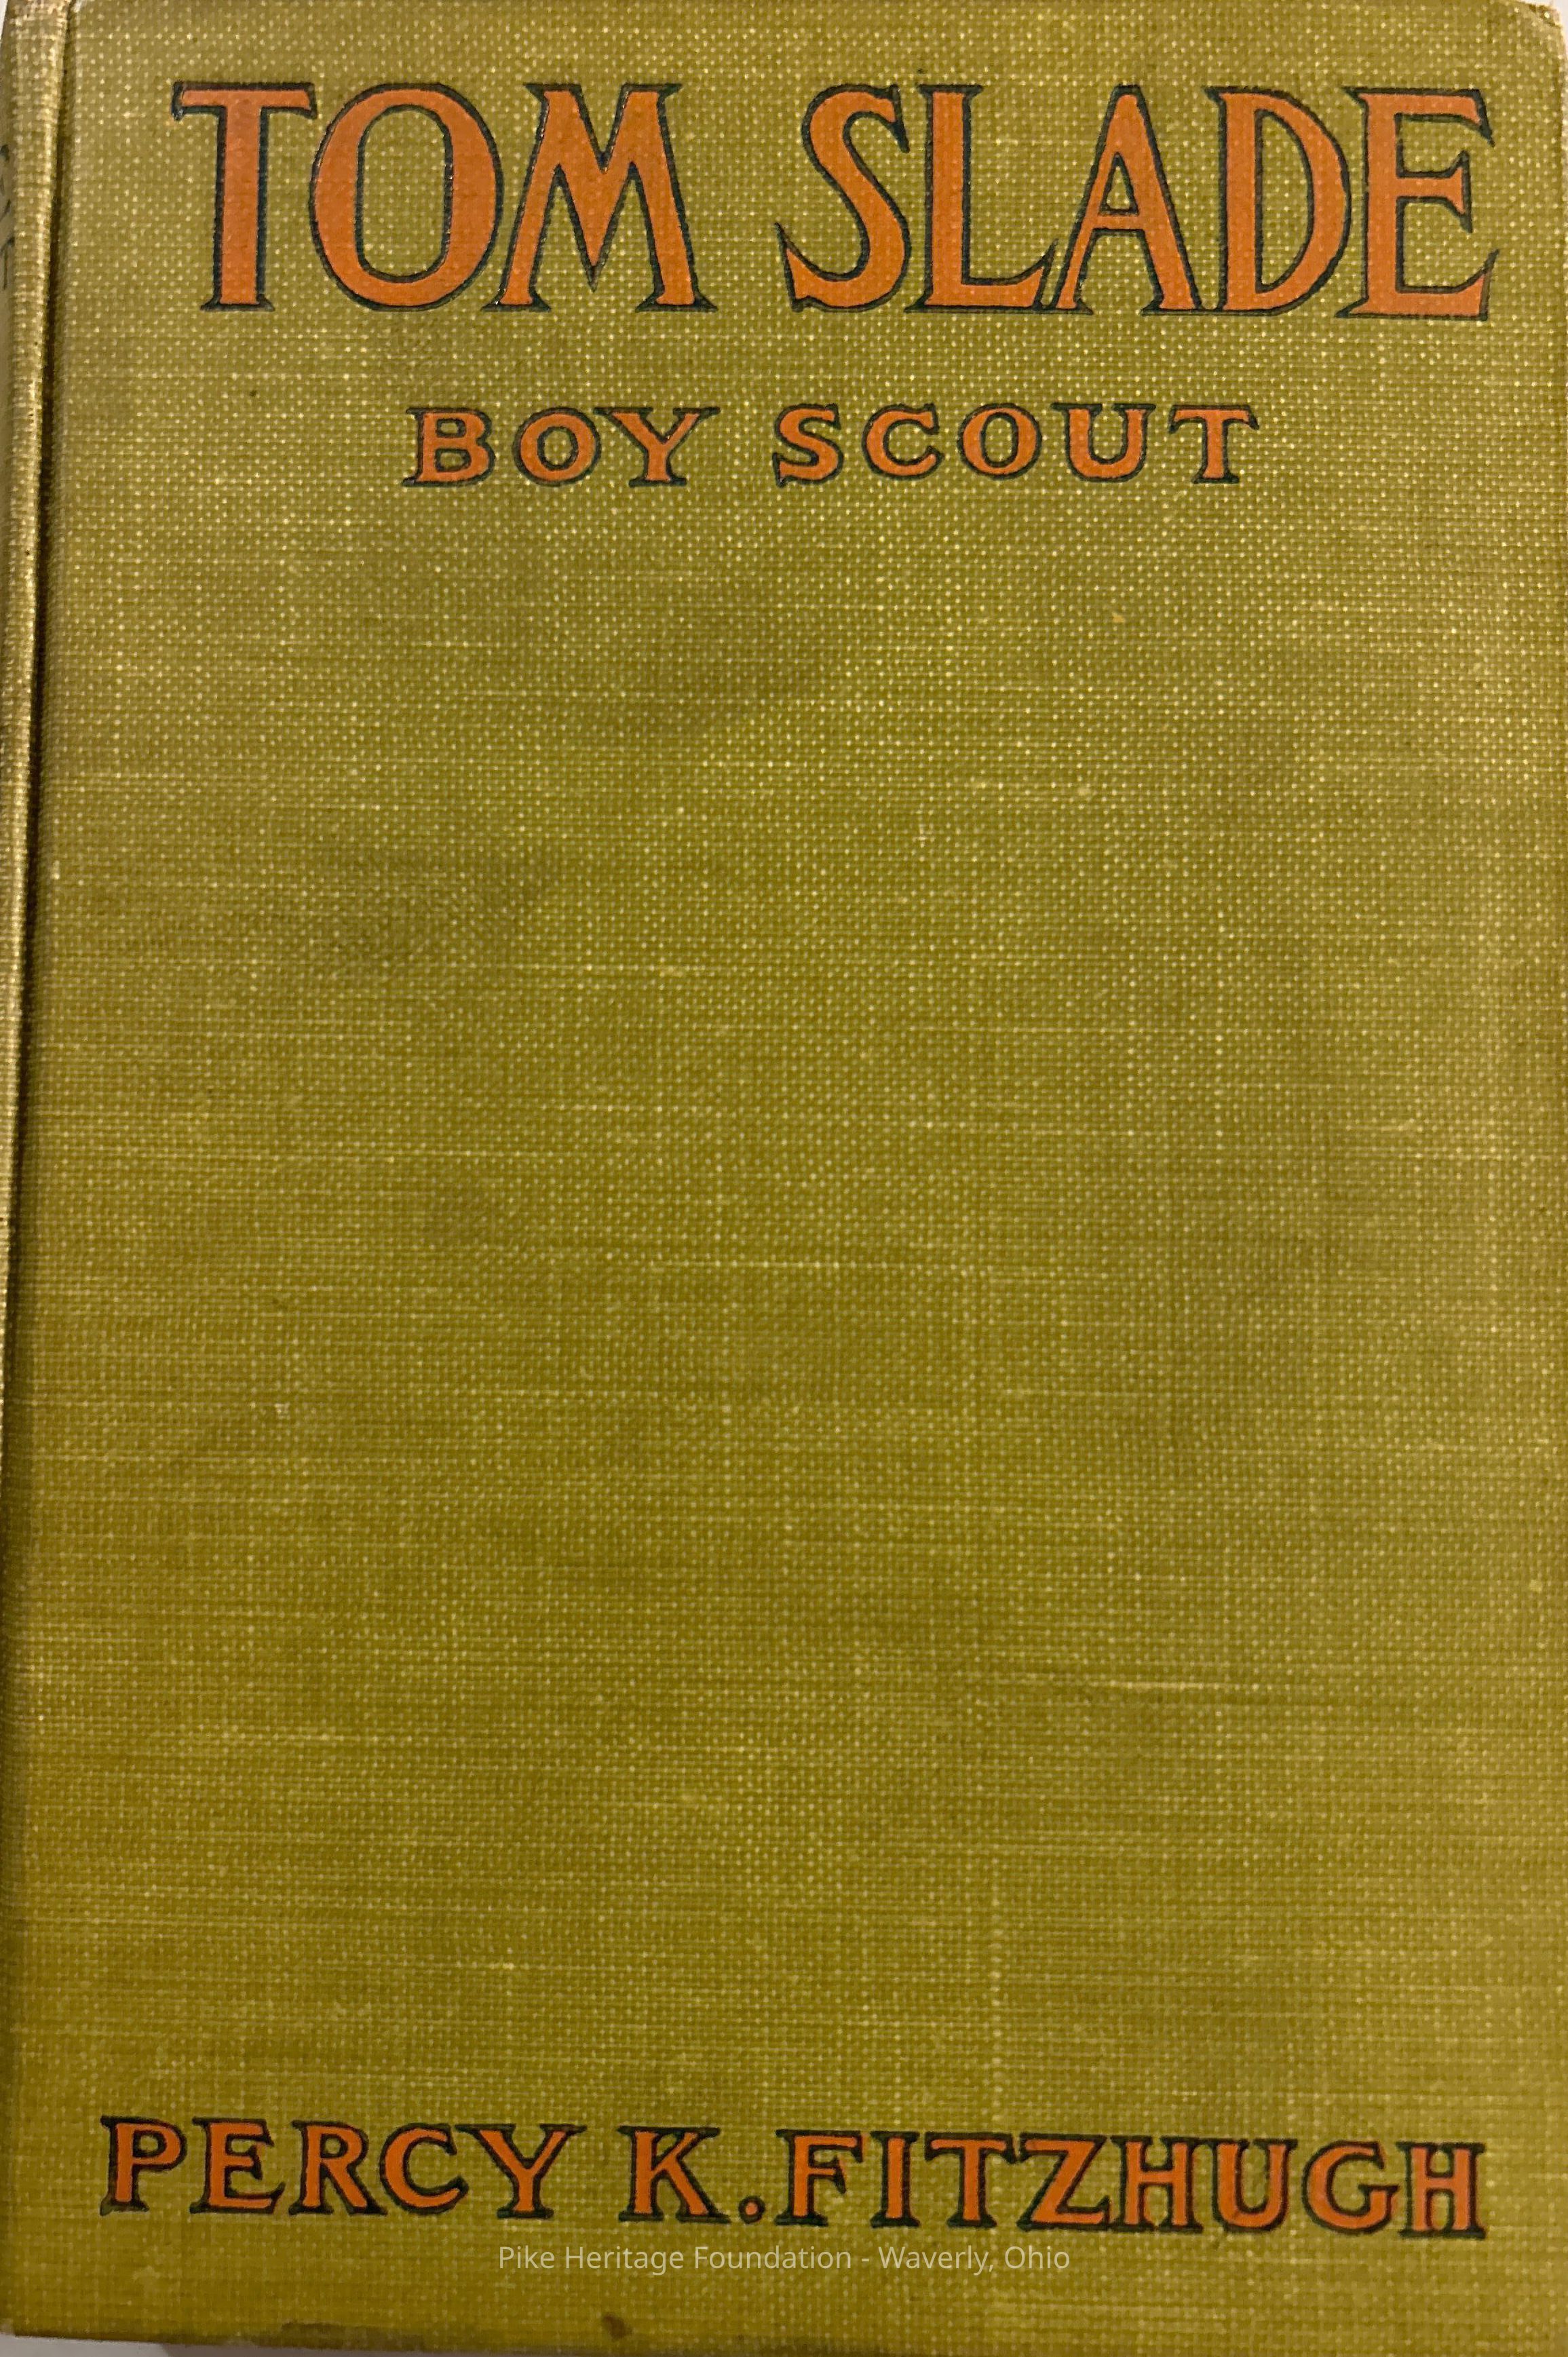 TOM SLADE
BOY SCOUT
PERCY K. FITZHUGH
Pike Heritage Foundation - Waverly, Ohio